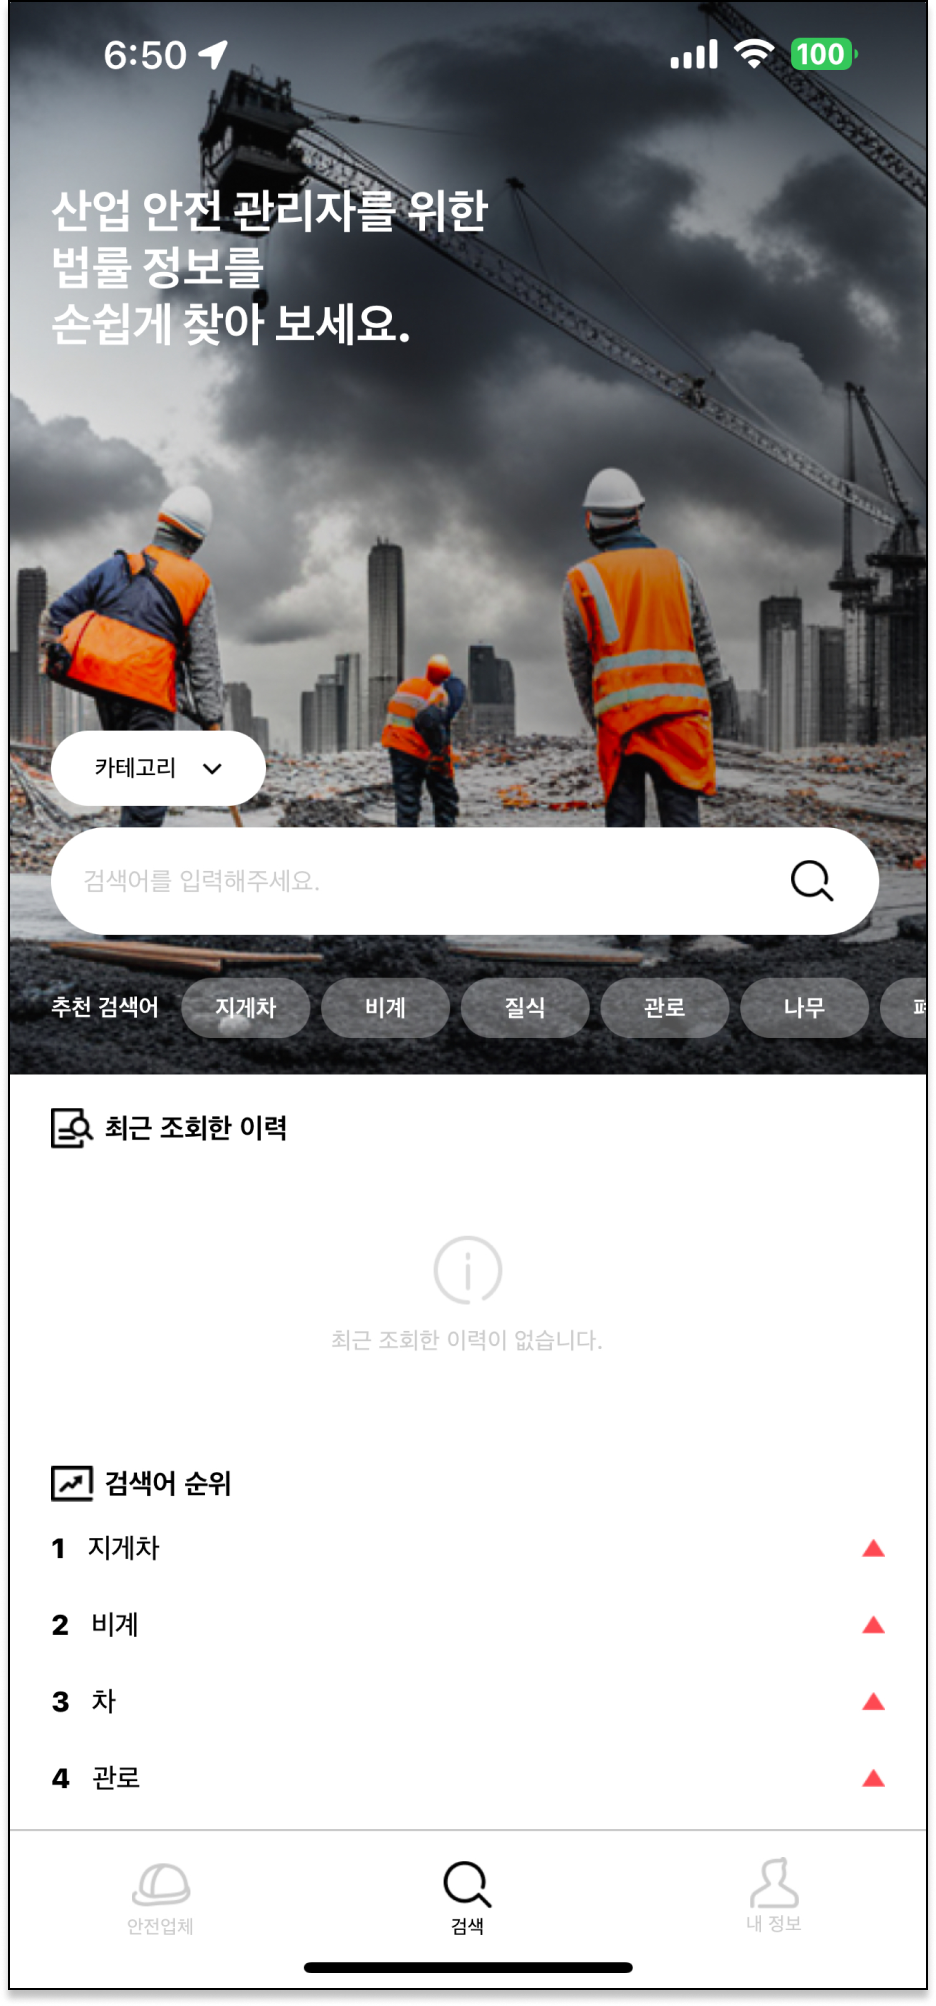 6:50
100
산업 안전 관리자를 위한
법률 정보를
손쉽게 찾아 보세요.
카테고리
검색어를 입력해주세요.
추천 검색어 지게차 비계 질식 관로 나무
최근 조회한 이력
최근 조회한 이력이 없습니다.
검색어 순위
1 지게차
2 비계
3 차
4 관로
안전업체 검색 내 정보